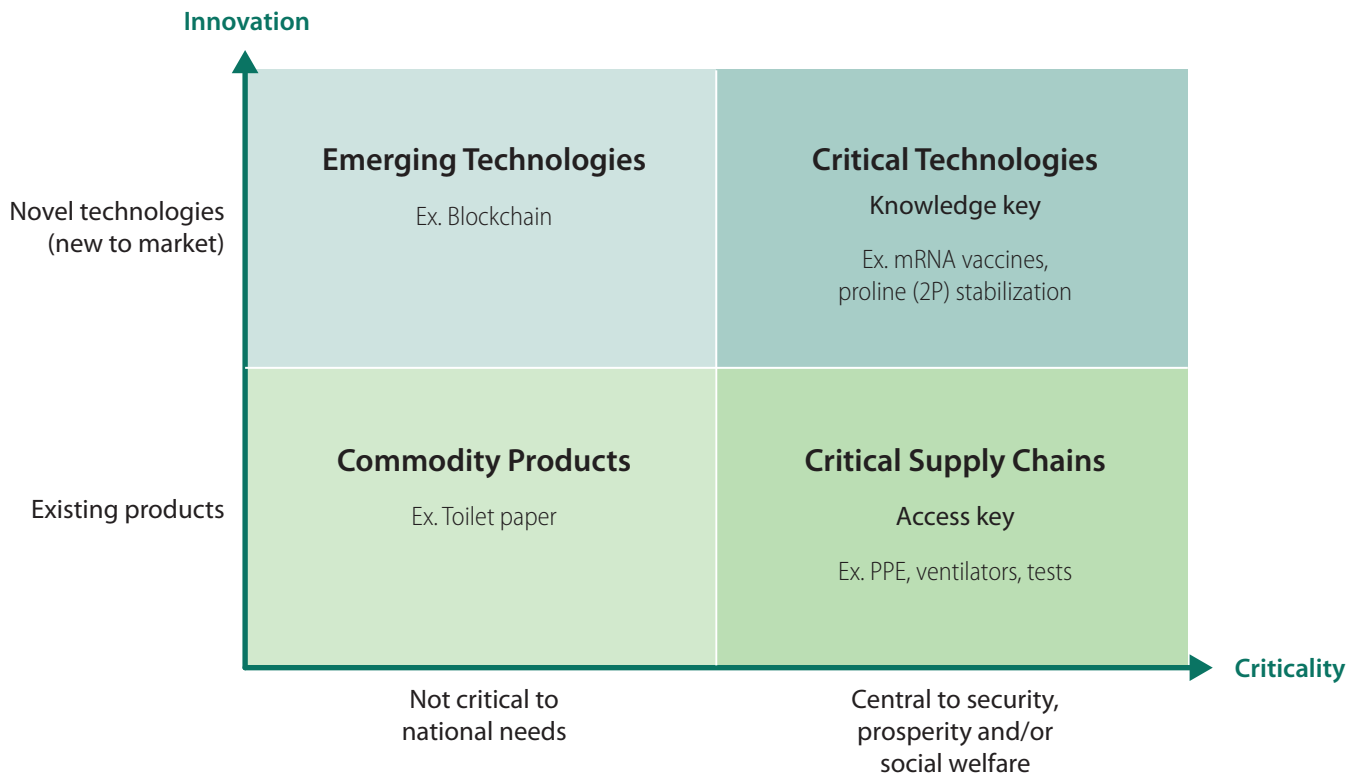 Innovation
Novel technologies
(new to market)
Emerging Technologies
Ex. Blockchain
Critical Technologies
Knowledge key
Ex. mRNA vaccines,
proline (2P) stabilization
Existing products
Commodity Products
Ex. Toilet paper
Critical Supply Chains
Access key
Ex. PPE, ventilators, tests
Criticality
Not critical to
national needs
Central to security,
prosperity and/or
social welfare